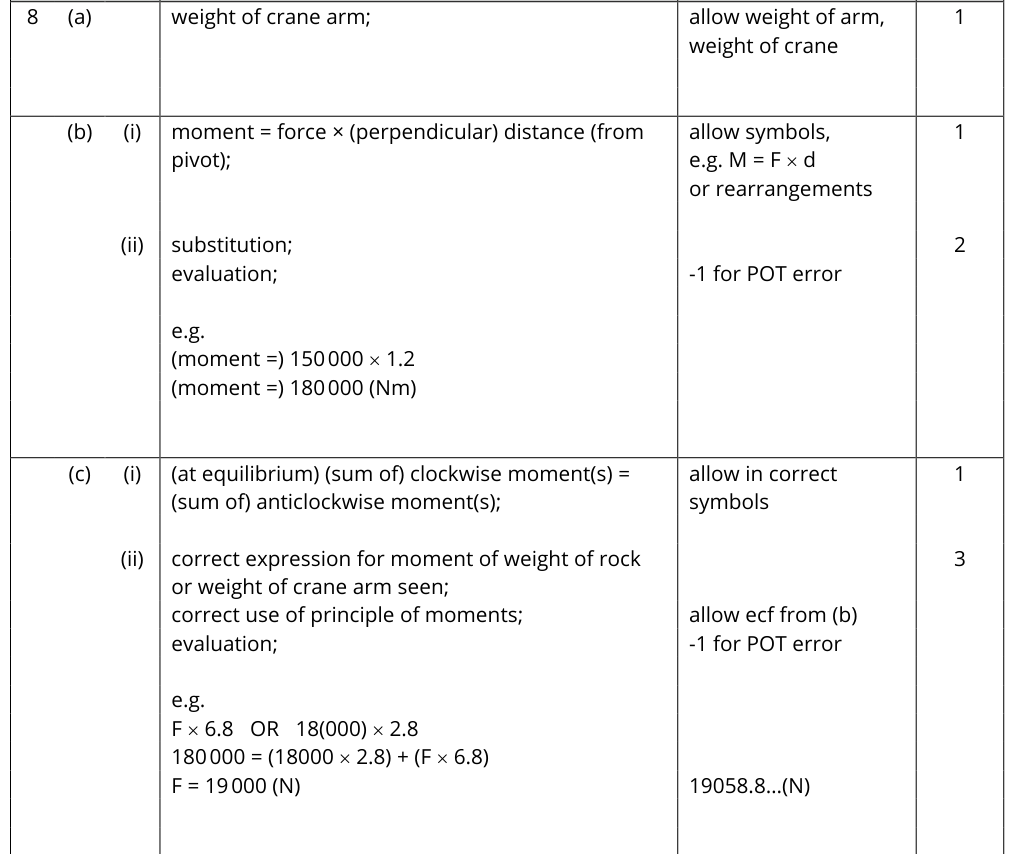 8 (a) weight of crane arm; allow weight of arm, 1
weight of crane
(b) (i) moment = force × (perpendicular) distance (from allow symbols, 1
pivot); e.g. M = F × d
or rearrangements
(ii) substitution; 2
evaluation; -1 for POT error
e.g.
(moment =) 150 000 × 1.2
(moment =) 180 000 (Nm)
(c) (i) (at equilibrium) (sum of) clockwise moment(s) = allow in correct 1
(sum of) anticlockwise moment(s); symbols
(ii) correct expression for moment of weight of rock 3
or weight of crane arm seen;
correct use of principle of moments; allow ecf from (b)
evaluation; -1 for POT error
e.g.
F × 6.8 OR 18(000) × 2.8
180 000 = (18000 × 2.8) + (F × 6.8)
F = 19 000 (N) 19058.8...(N)